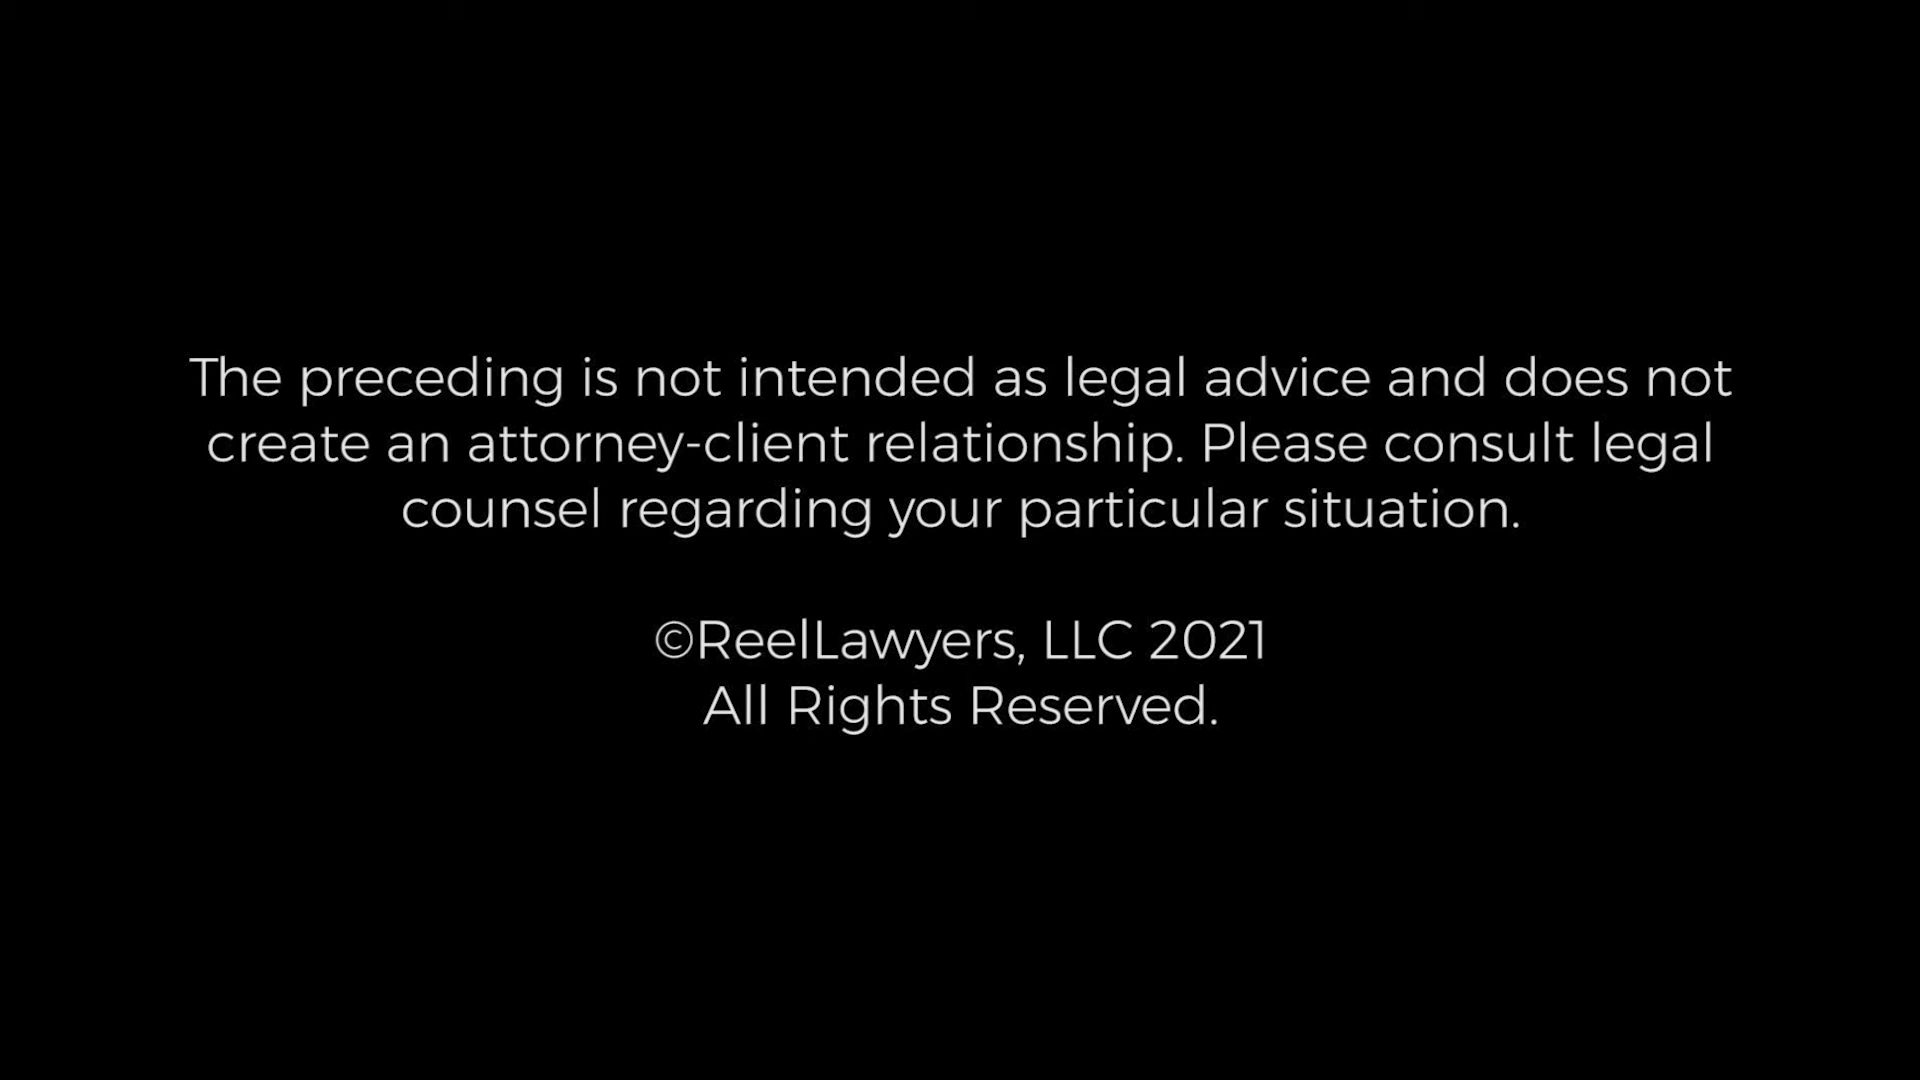 The preceding is not intended as legal advice and does not
create an attorney-client relationship. Please consult legal
counsel regarding your particular situation.
©ReelLawyers, LLC 2021
All Rights Reserved.